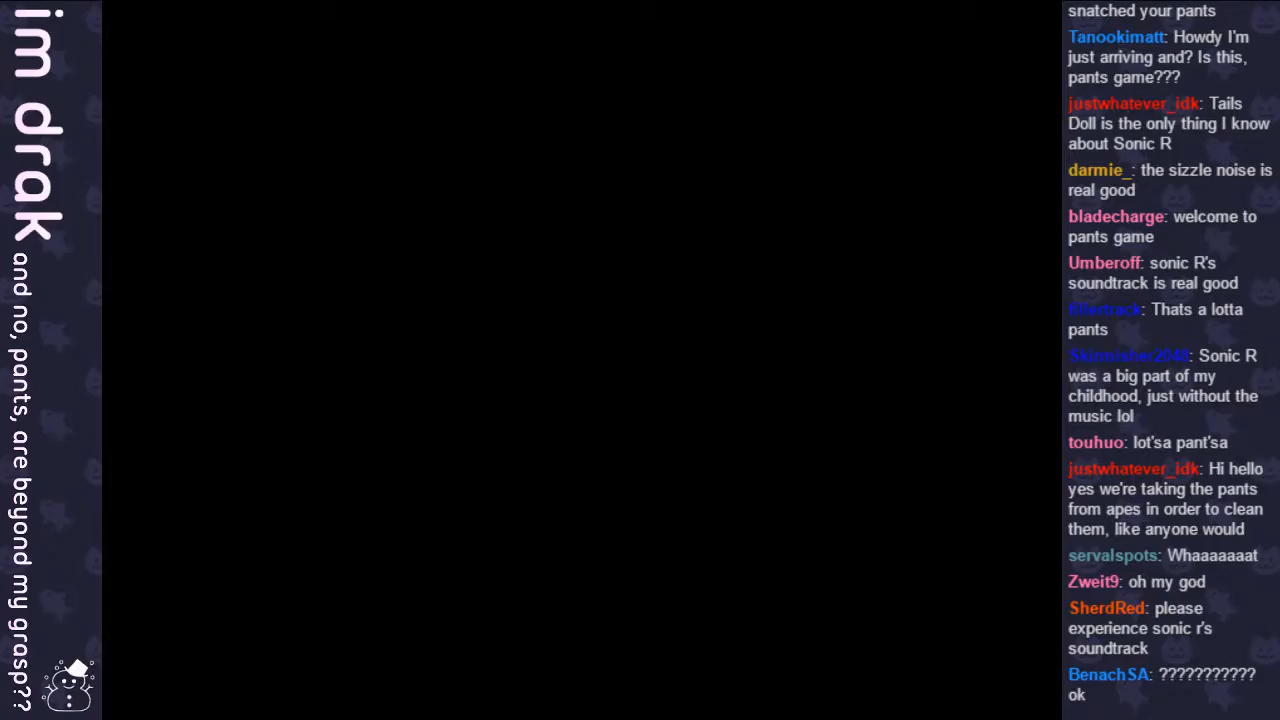 im drak and no, pants, are beyond my grasp??
snatched your pants
Tanookimatt: Howdy I'm
just arriving and? Is this,
pants game???
justwhatever_idk: Tails
Doll is the only thing I know
about Sonic R
darmie_: the sizzle noise is
real good
bladecharge: welcome to
pants game
Umberoff: sonic R's
soundtrack is real good
: Thats a lotta
pants
Skirmisher2048: Sonic R
was a big part of my
childhood, just without the
music lol
touhuo: lot'sa pant'sa
justwhatever_idk: Hi hello
yes we're taking the pants
from apes in order to clean
them, like anyone would
servalspots: Whaaaaaaat
Zweit9: oh my god
SherdRed: please
experience sonic r's
soundtrack
BenachSA: ???????????
ok